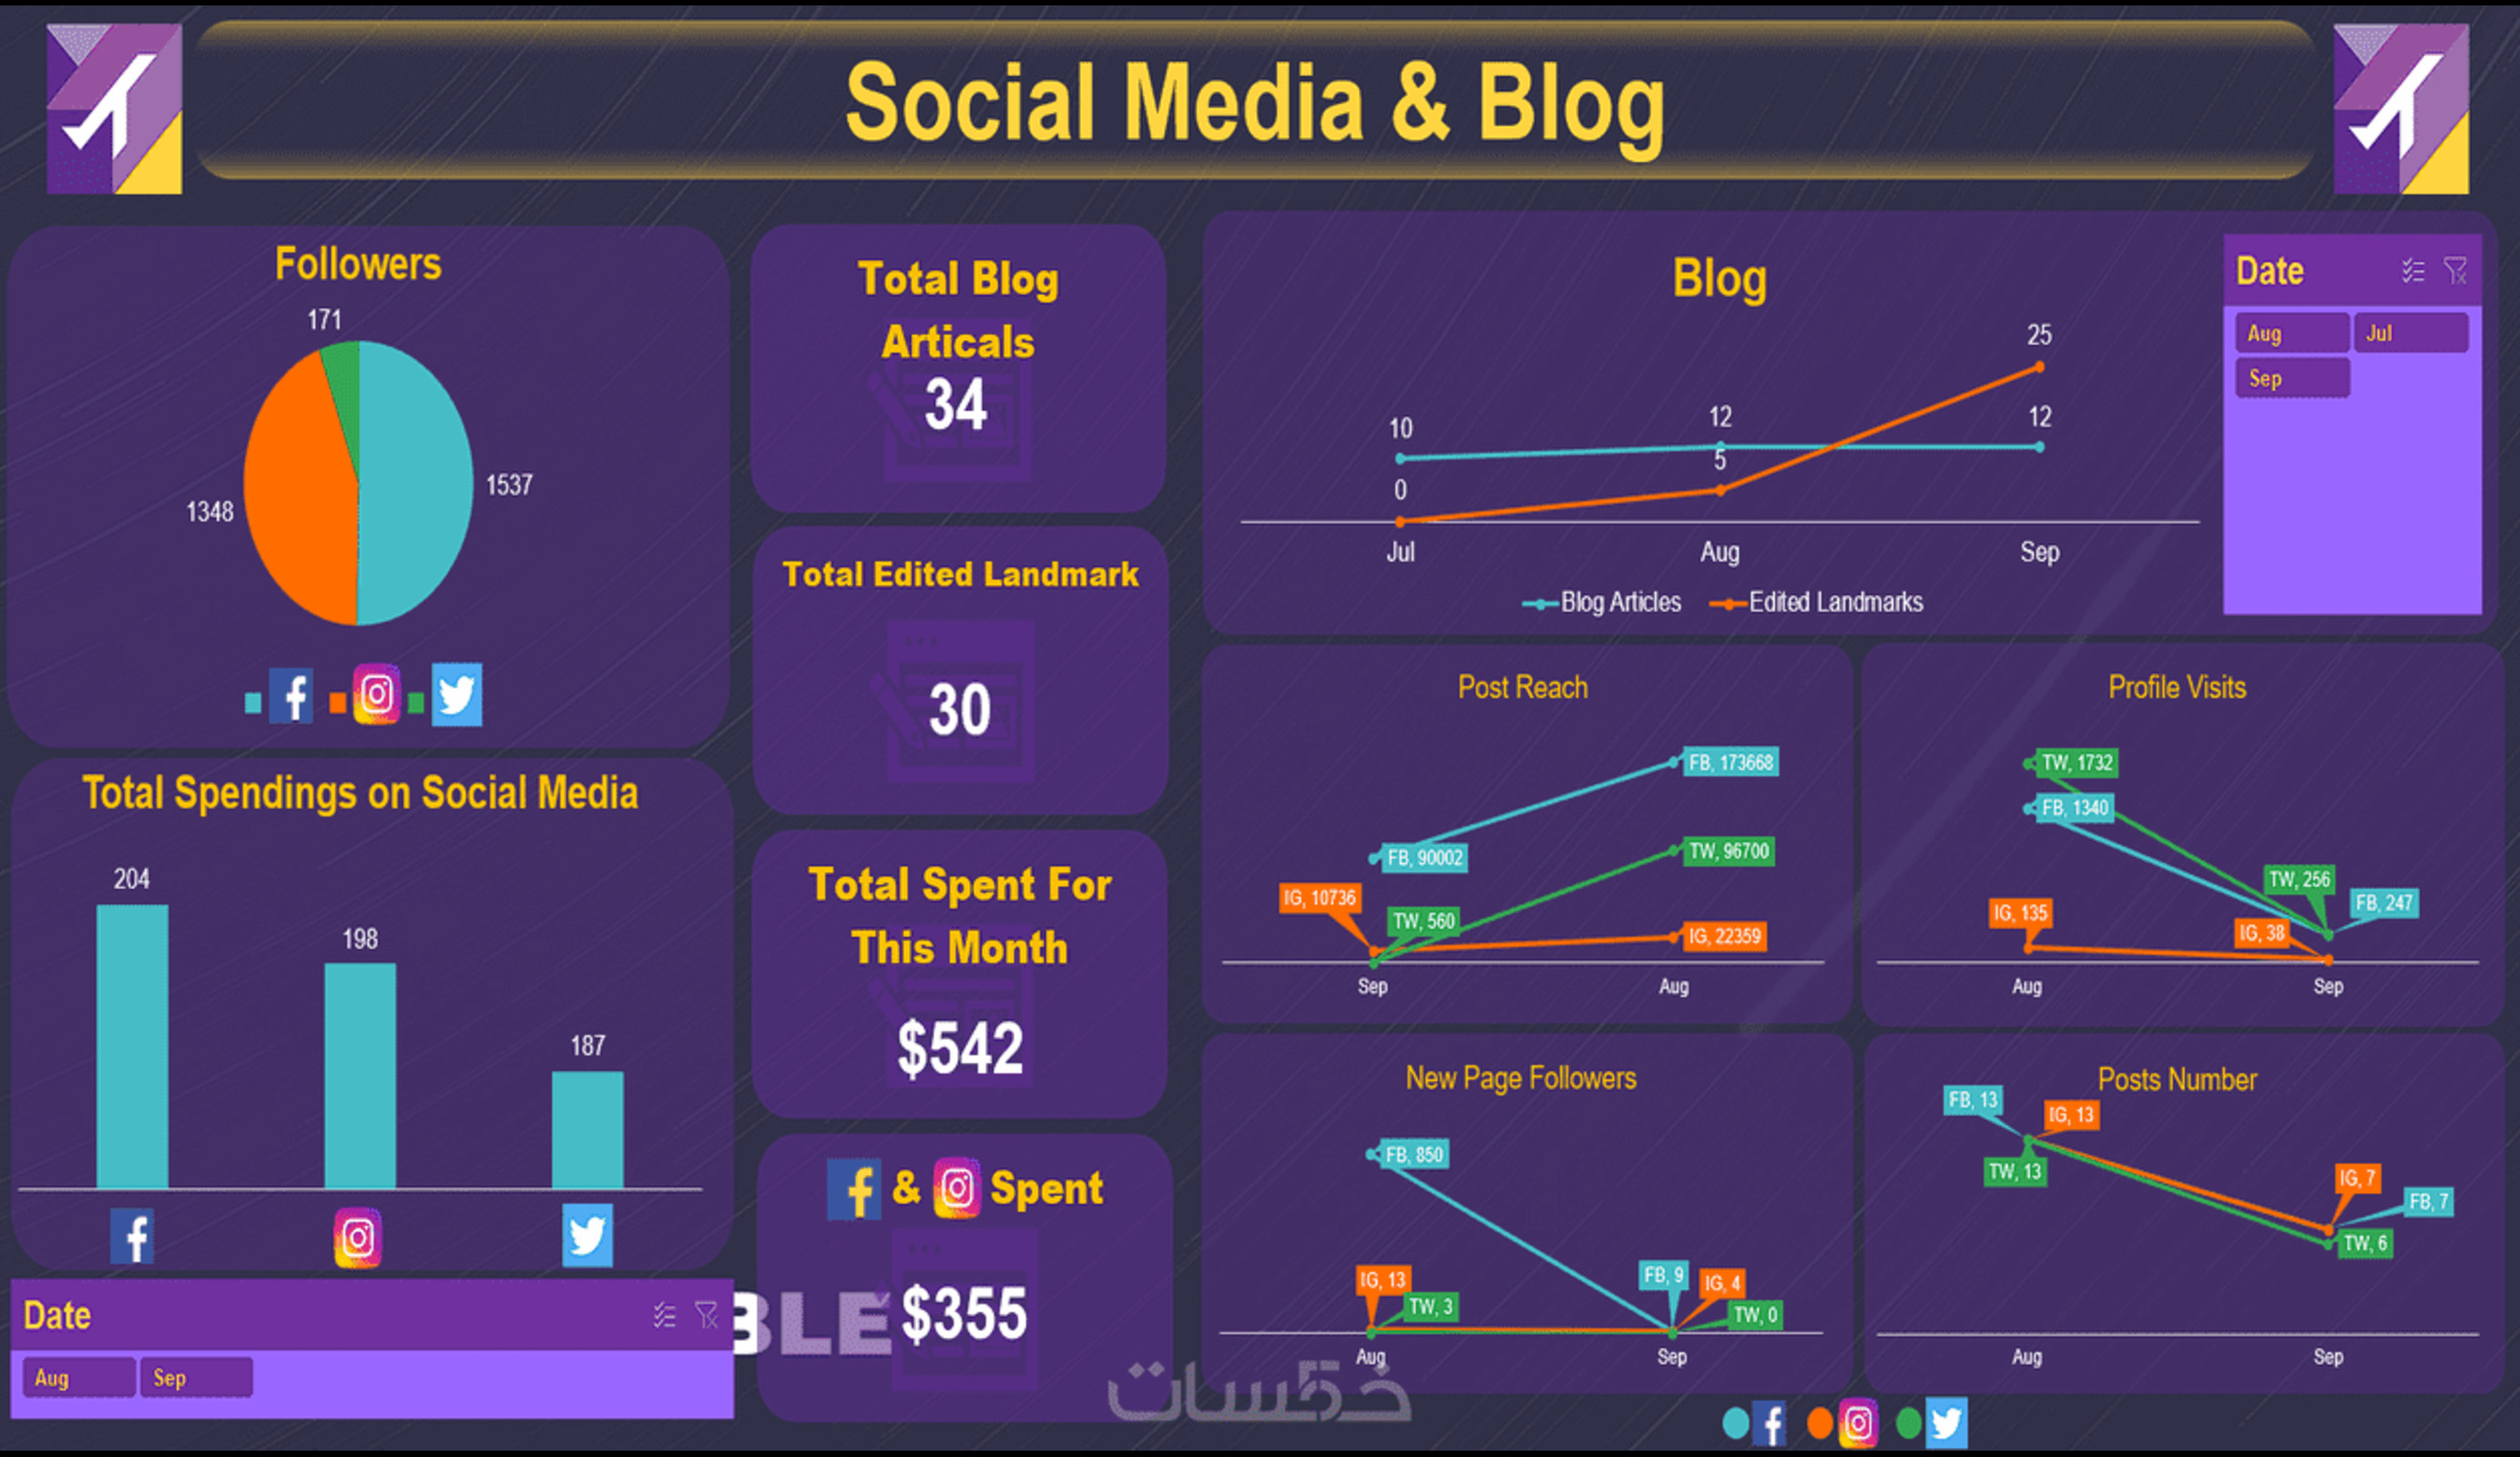 Social Media & Blog
Followers
171
1537
1348
Total Spendings on Social Media
204
198
187
Date
Aug
Sep
Total Blog
Articals
34
Total Edited Landmark
30
Total Spent For
This Month
$542
& Spent
$355
BLE
Blog
10
12
12
0
5
25
Jul
Aug
Sep
Blog Articles
Edited Landmarks
Date
Aug
Jul
Sep
Post Reach
FB, 173668
FB, 90002
TW, 96700
IG, 10736
TW, 560
IG, 22359
Sep
Aug
Profile Visits
TW, 1732
FB, 1340
TW, 256
FB, 247
IG, 135
IG, 38
Aug
Sep
New Page Followers
FB, 850
IG, 13
TW, 3
FB, 9
IG, 4
TW, 0
Aug
Sep
Posts Number
FB, 13
IG, 13
TW, 13
IG, 7
FB, 7
TW, 6
Aug
Sep
خمسات